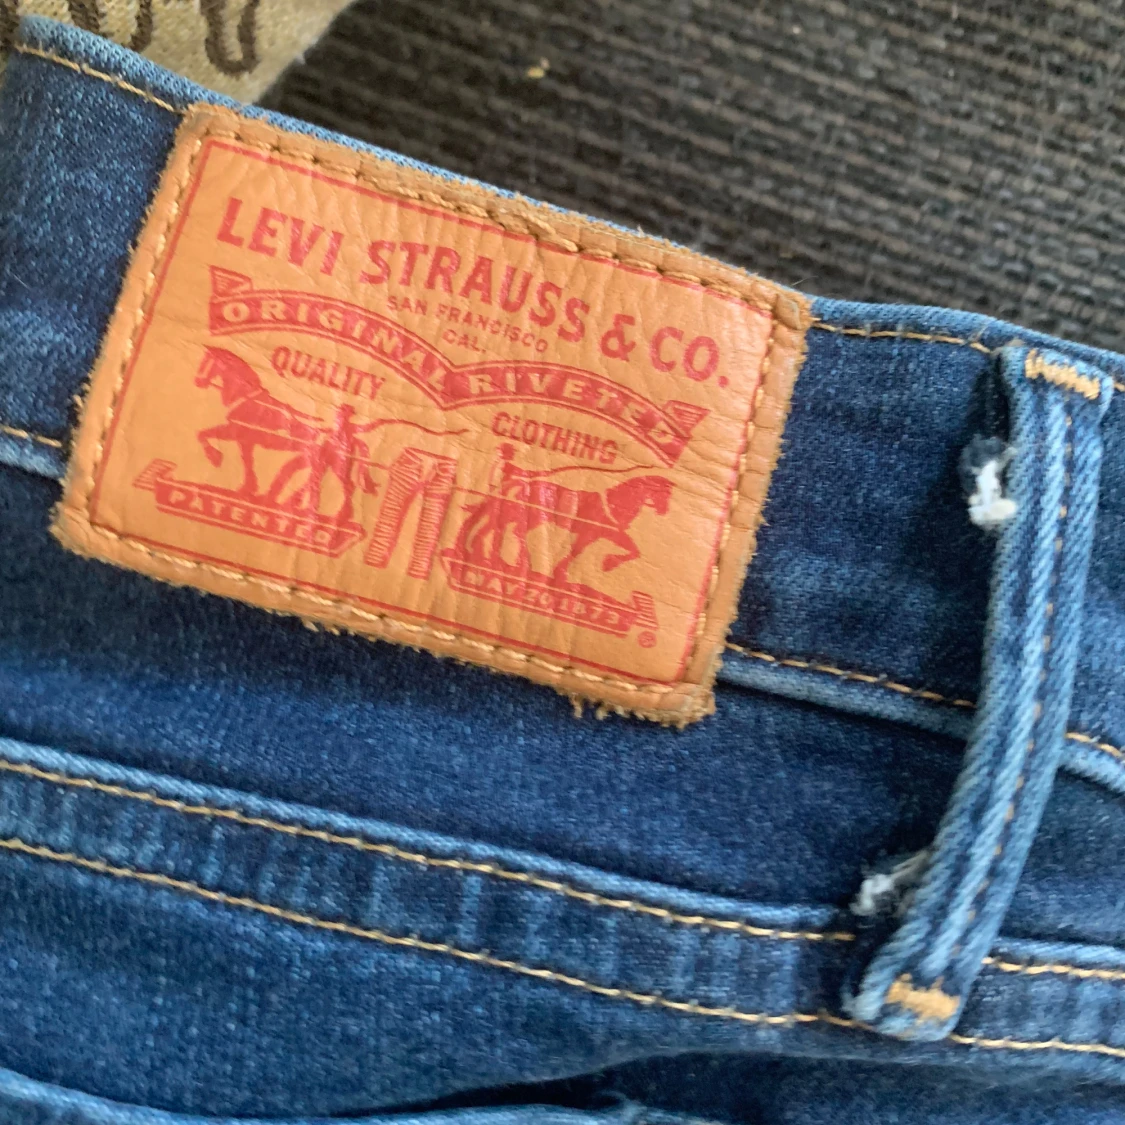 LEVI STRAUSS & CO.
SAN FRANCISCO
CAL.
ORIGINAL RIVETED
QUALITY
CLOTHING
PATENTED
MAY 20 1873
®